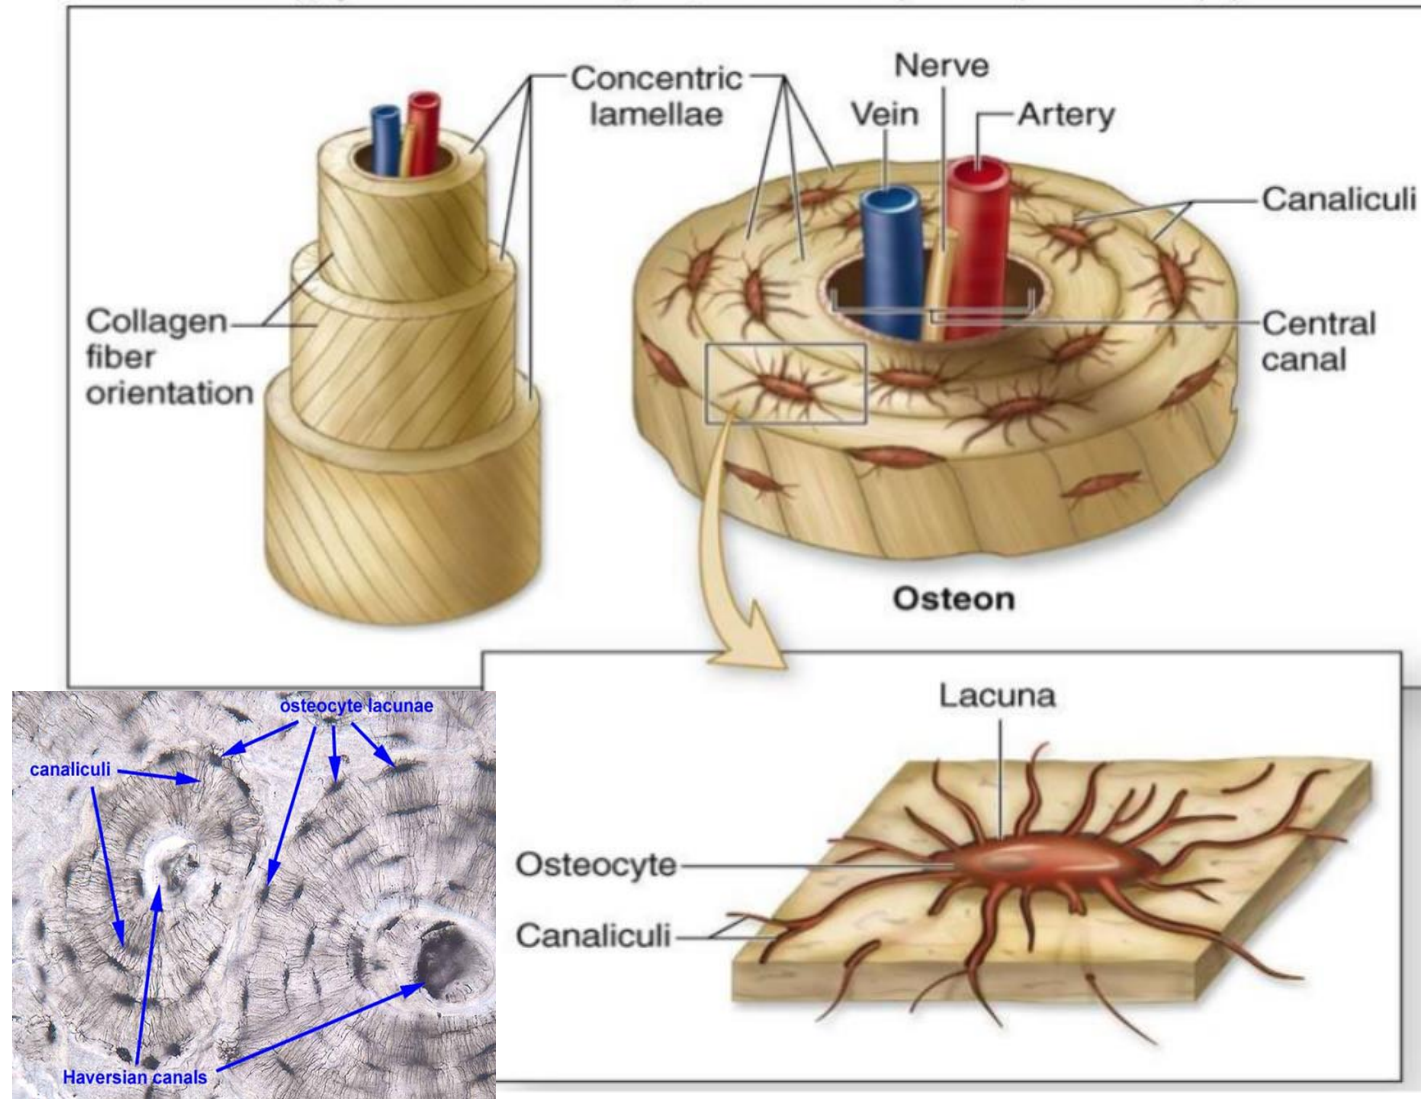 Concentric
lamellae
Nerve
Vein
Artery
Canaliculi
Collagen
fiber
orientation
Central
canal
Osteon
Lacuna
Osteocyte
Canaliculi
osteocyte lacunae
canaliculi
Haversian canals